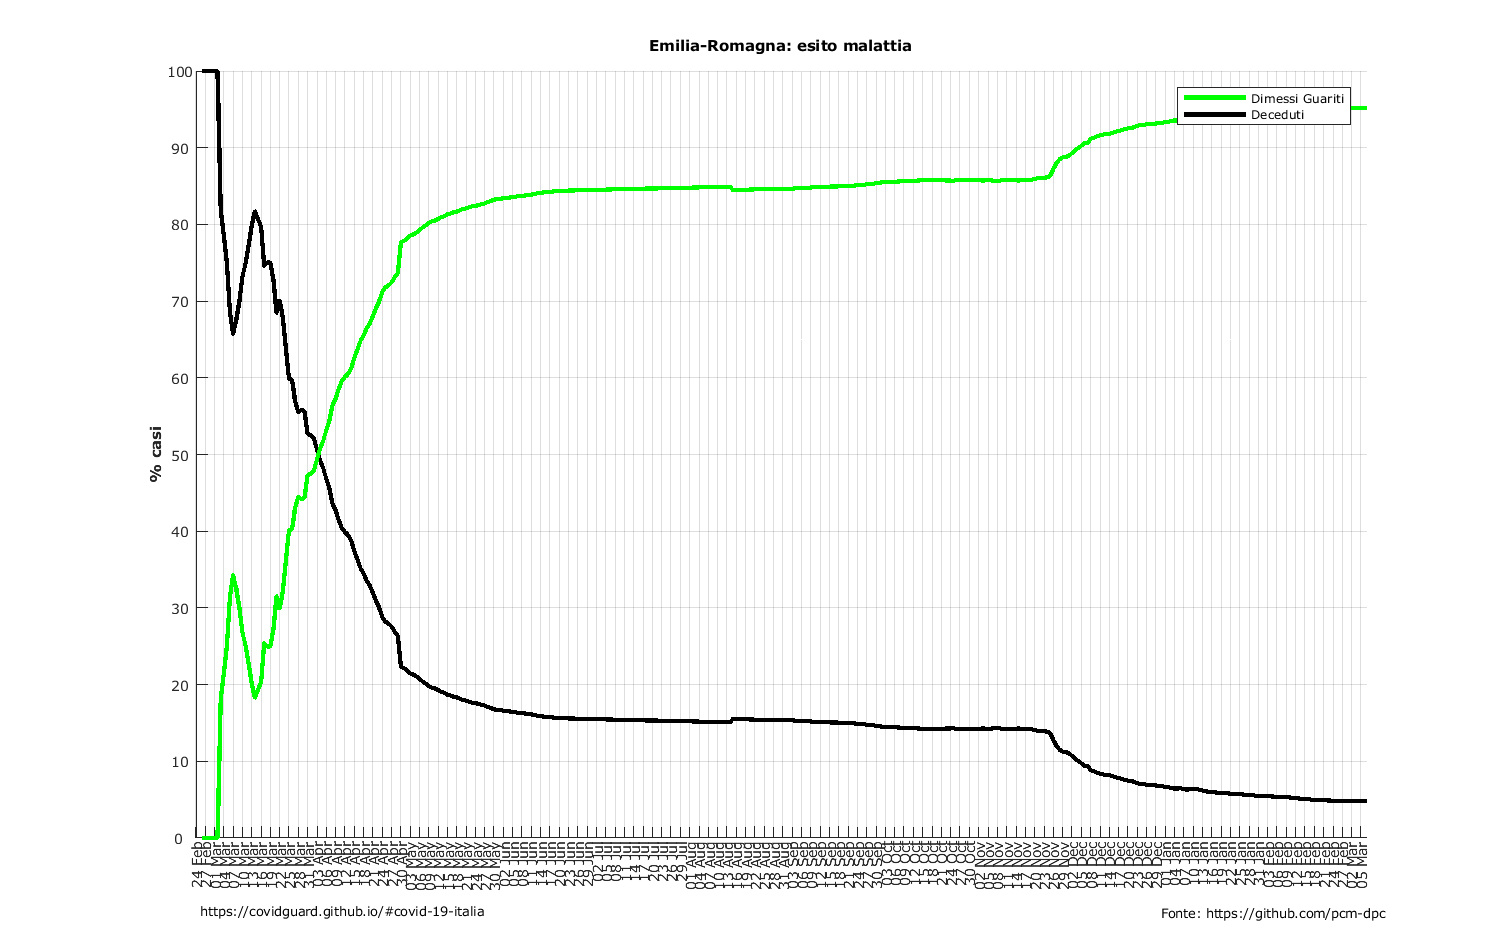 Emilia-Romagna: esito malattia
Dimessi Guariti
Deceduti
% casi
100
90
80
70
60
50
40
30
20
10
0
24 Feb
27 Feb
01 Mar
04 Mar
07 Mar
10 Mar
13 Mar
16 Mar
19 Mar
22 Mar
25 Mar
28 Mar
31 Mar
03 Apr
06 Apr
09 Apr
12 Apr
15 Apr
18 Apr
21 Apr
24 Apr
27 Apr
30 Apr
03 May
06 May
09 May
12 May
15 May
18 May
21 May
24 May
27 May
30 May
02 Jun
05 Jun
08 Jun
11 Jun
14 Jun
17 Jun
20 Jun
23 Jun
26 Jun
29 Jun
02 Jul
05 Jul
08 Jul
11 Jul
14 Jul
17 Jul
20 Jul
23 Jul
26 Jul
29 Jul
01 Aug
04 Aug
07 Aug
10 Aug
13 Aug
16 Aug
19 Aug
22 Aug
25 Aug
28 Aug
31 Aug
03 Sep
06 Sep
09 Sep
12 Sep
15 Sep
18 Sep
21 Sep
24 Sep
27 Sep
30 Sep
03 Oct
06 Oct
09 Oct
12 Oct
15 Oct
18 Oct
21 Oct
24 Oct
27 Oct
30 Oct
02 Nov
05 Nov
08 Nov
11 Nov
14 Nov
17 Nov
20 Nov
23 Nov
26 Nov
29 Nov
02 Dec
05 Dec
08 Dec
11 Dec
14 Dec
17 Dec
20 Dec
23 Dec
26 Dec
29 Dec
01 Jan
04 Jan
07 Jan
10 Jan
13 Jan
16 Jan
19 Jan
22 Jan
25 Jan
28 Jan
31 Jan
03 Feb
06 Feb
09 Feb
12 Feb
15 Feb
18 Feb
21 Feb
24 Feb
27 Feb
02 Mar
05 Mar
https://covidguard.github.io/#covid-19-italia
Fonte: https://github.com/pcm-dpc